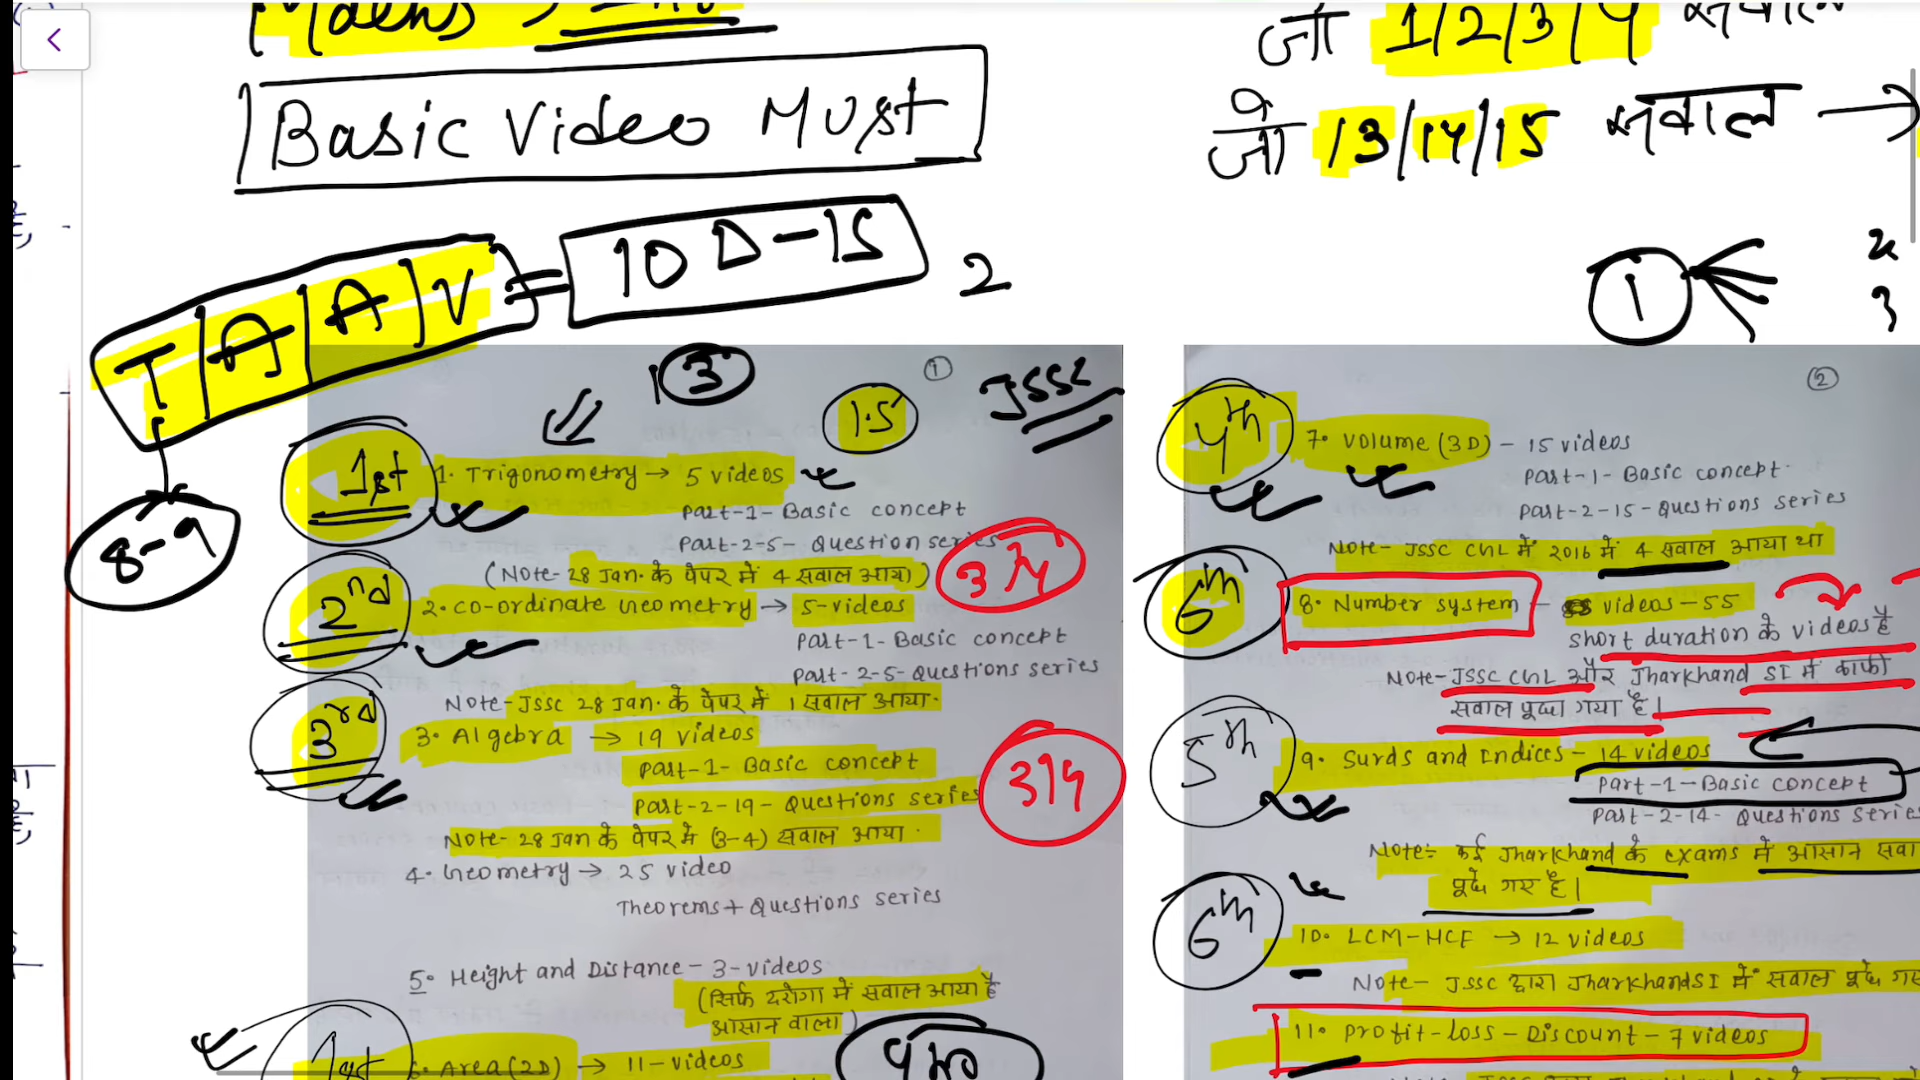 Maths
Basic Video Must
T A A V = 10 D-15 2
8-9
जो 1/2/3/4 सवाल
जो 13/14/15 सवाल →
1
2
3
3
1.5
JSSC
①
1st 1. Trigonometry → 5 videos
Part-1- Basic concept
Part-2-5- Question series
(Note- 28 Jan. के पेपर में 4 सवाल आया)
3/4
2nd 2. Co-ordinate Geometry → 5-videos
Part-1- Basic concept
Part-2-5-Questions series
Note-JSSC 28 Jan. के पेपर में 1 सवाल आया.
3rd 3. Algebra → 19 videos
Part-1-Basic concept
Part-2-19-Questions series
Note-28 Jan के पेपर में (3-4) सवाल आया.
3/4
4. Geometry → 25 video
Theorems+Questions series
5. Height and Distance - 3-videos
(सिर्फ दरोगा में सवाल आया है
आसान वाला)
1st 6. Area(2D) → 11-videos
②
4th 7. Volume (3D) - 15 videos
Part-1-Basic concept.
Part-2-15-Questions series
Note- JSSC CGL में 2016 में 4 सवाल आया था
6th 8. Number system - videos-55
short duration के videos है
Note-JSSC CGL और Jharkhand SI में काफी
सवाल पूछा गया है।
5th 9. Surds and Indices - 14 videos
Part-1-Basic concept
Part-2-14- Questions series
Note:- कई Jharkhand के exams में आसान
पूछे गए है।
6th 10. LCM-HCF → 12 videos
Note- JSSC द्वारा Jharkhand SI में सवाल पूछे
11. Profit-Loss-Discount-7 videos